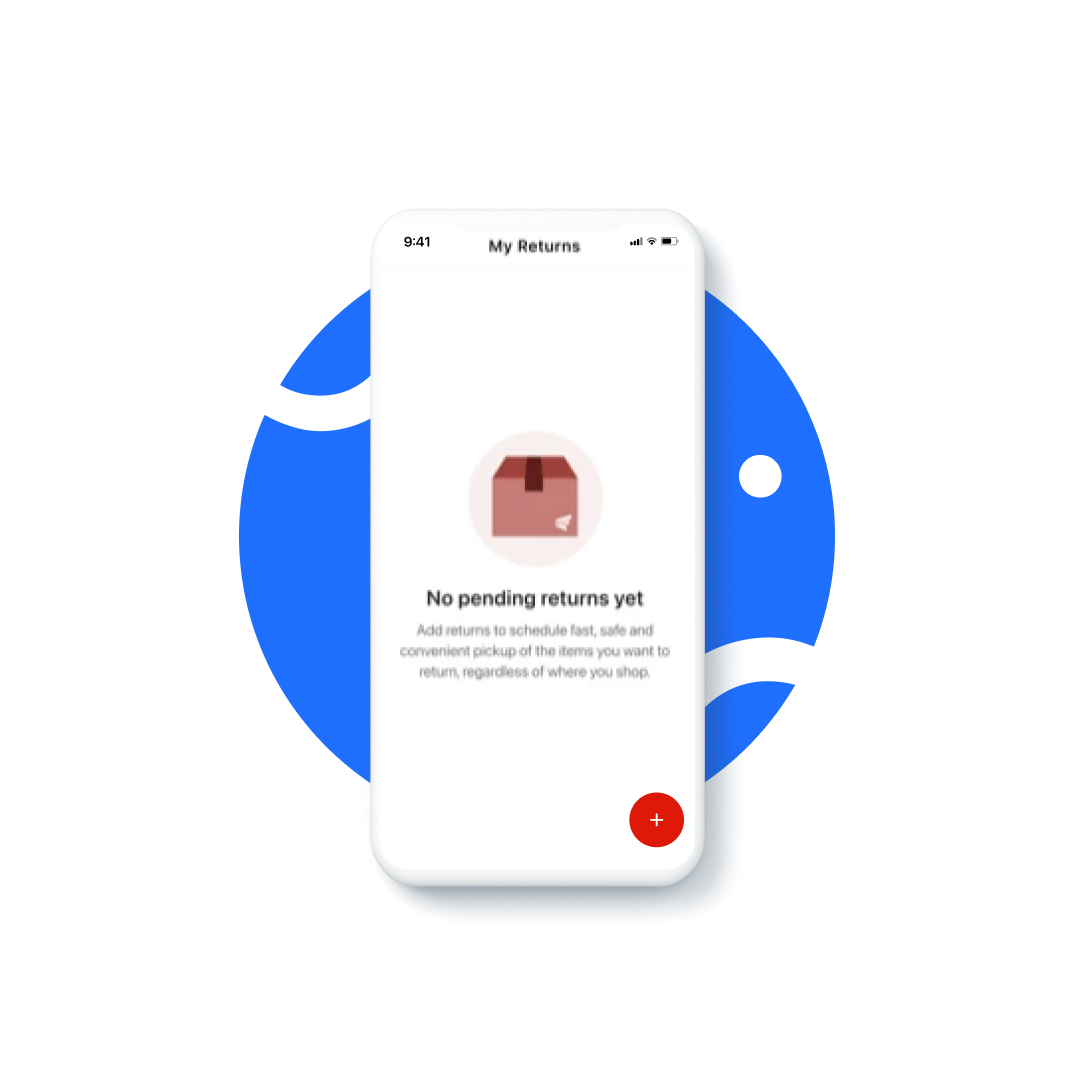 9:41
My Returns
No pending returns yet
Add returns to schedule fast, safe and
convenient pickup of the items you want to
return, regardless of where you shop.
+